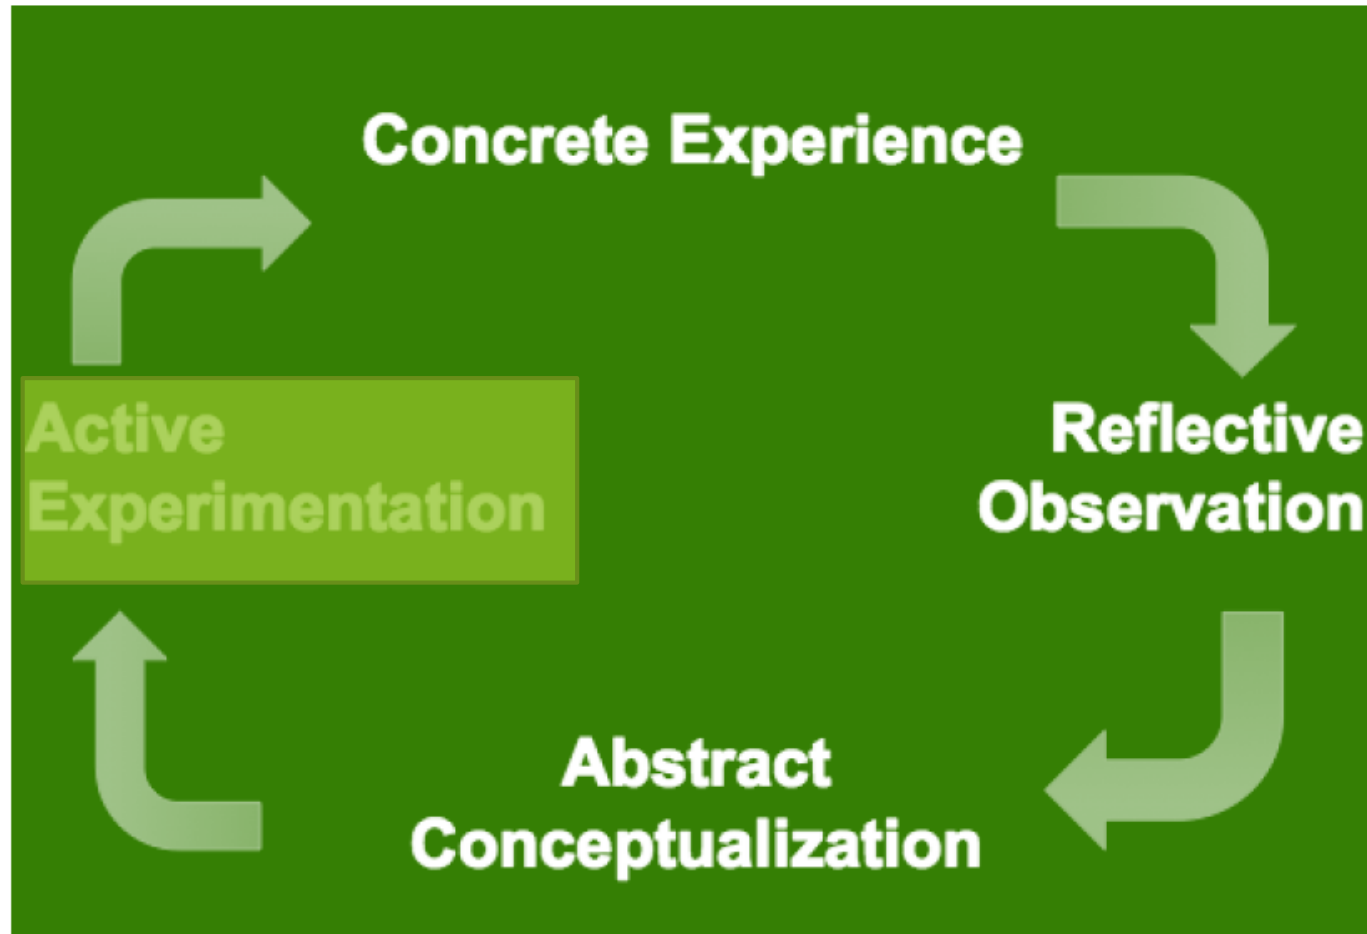 Concrete Experience
Active
Experimentation
Reflective
Observation
Abstract
Conceptualization